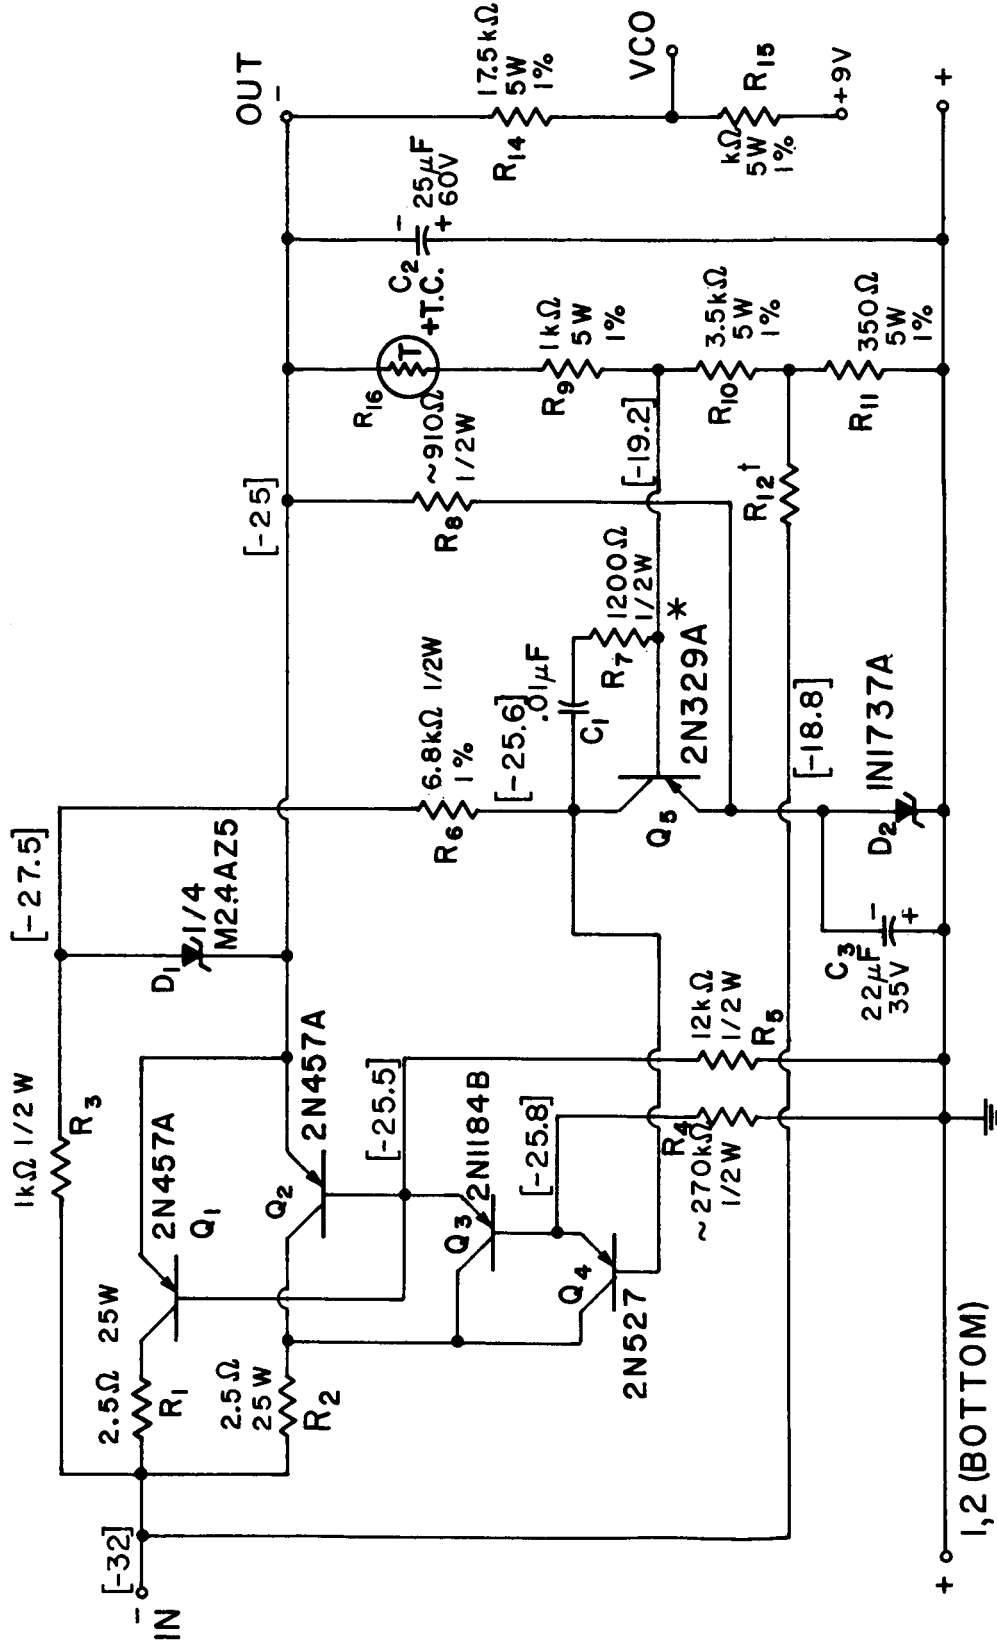 [-32]
-
IN
2.5Ω 25W
R1
2.5Ω
25W
R2
1kΩ 1/2W
R3
2N457A
Q1
Q2
2N457A
[-27.5]
D1
1/4
M2.4AZ5
[-25.5]
Q3
2N1184B
[-25.8]
Q4
2N527
R4
~270kΩ
1/2W
12kΩ
1/2W
R5
6.8kΩ 1/2W
1%
R6
[-25.6]
.01μF
C1
1200Ω
1/2W
R7
*
2N329A
Q5
[-18.8]
C3
22μF
35V
-
+
1N1737A
D2
[-25]
~910Ω
1/2W
R8
[-19.2]
R12†
R16
T
+T.C.
1kΩ
5W
1%
R9
3.5kΩ
5W
1%
R10
350Ω
5W
1%
R11
C2
-
+
25μF
60V
OUT
-
17.5kΩ
5W
1%
R14
VCO
R15
kΩ
5W
1%
+9V
+
+
1,2 (BOTTOM)